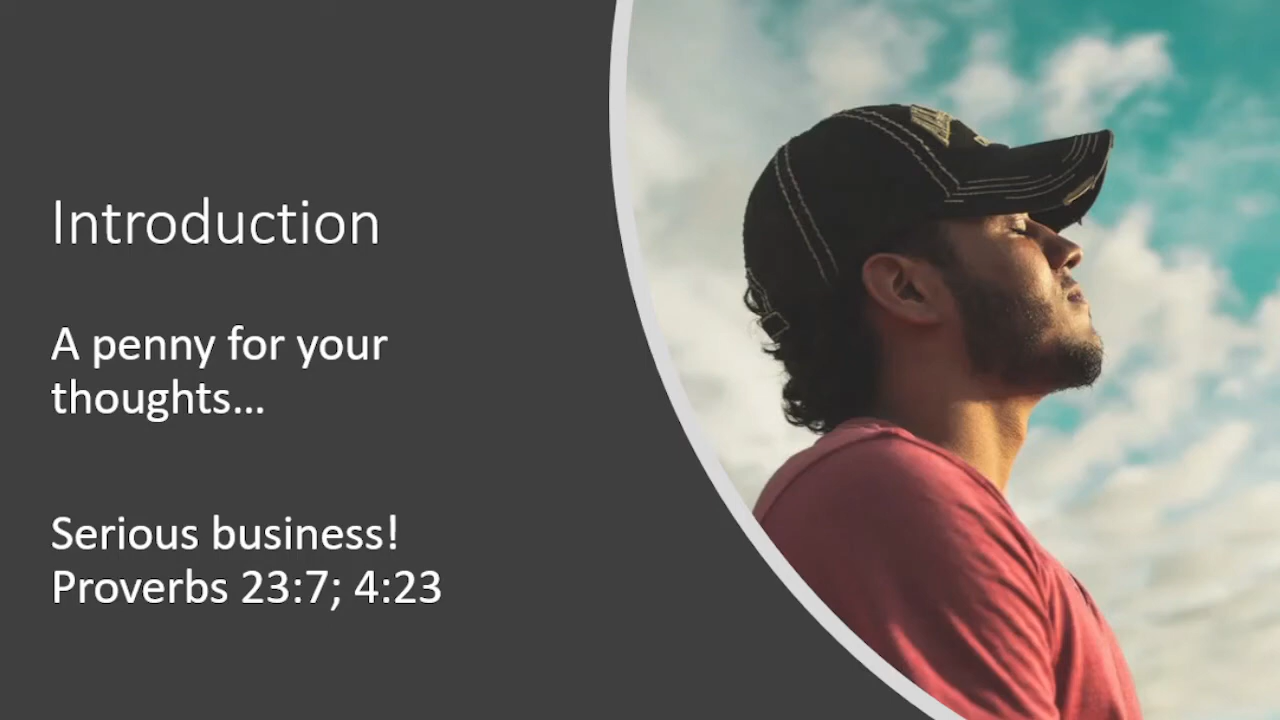 Introduction
A penny for your
thoughts…
Serious business!
Proverbs 23:7; 4:23